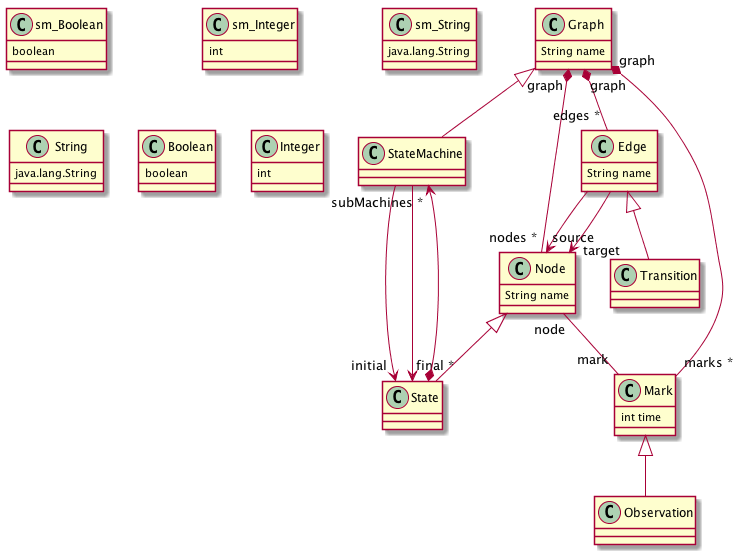 C sm_Boolean
boolean
C sm_Integer
int
C sm_String
java.lang.String
C Graph
String name
graph
graph
graph
edges *
C String
java.lang.String
C Boolean
boolean
C Integer
int
C StateMachine
C Edge
String name
subMachines *
nodes *
source
target
C Node
String name
C Transition
node
initial
final *
mark
marks *
C State
C Mark
int time
C Observation